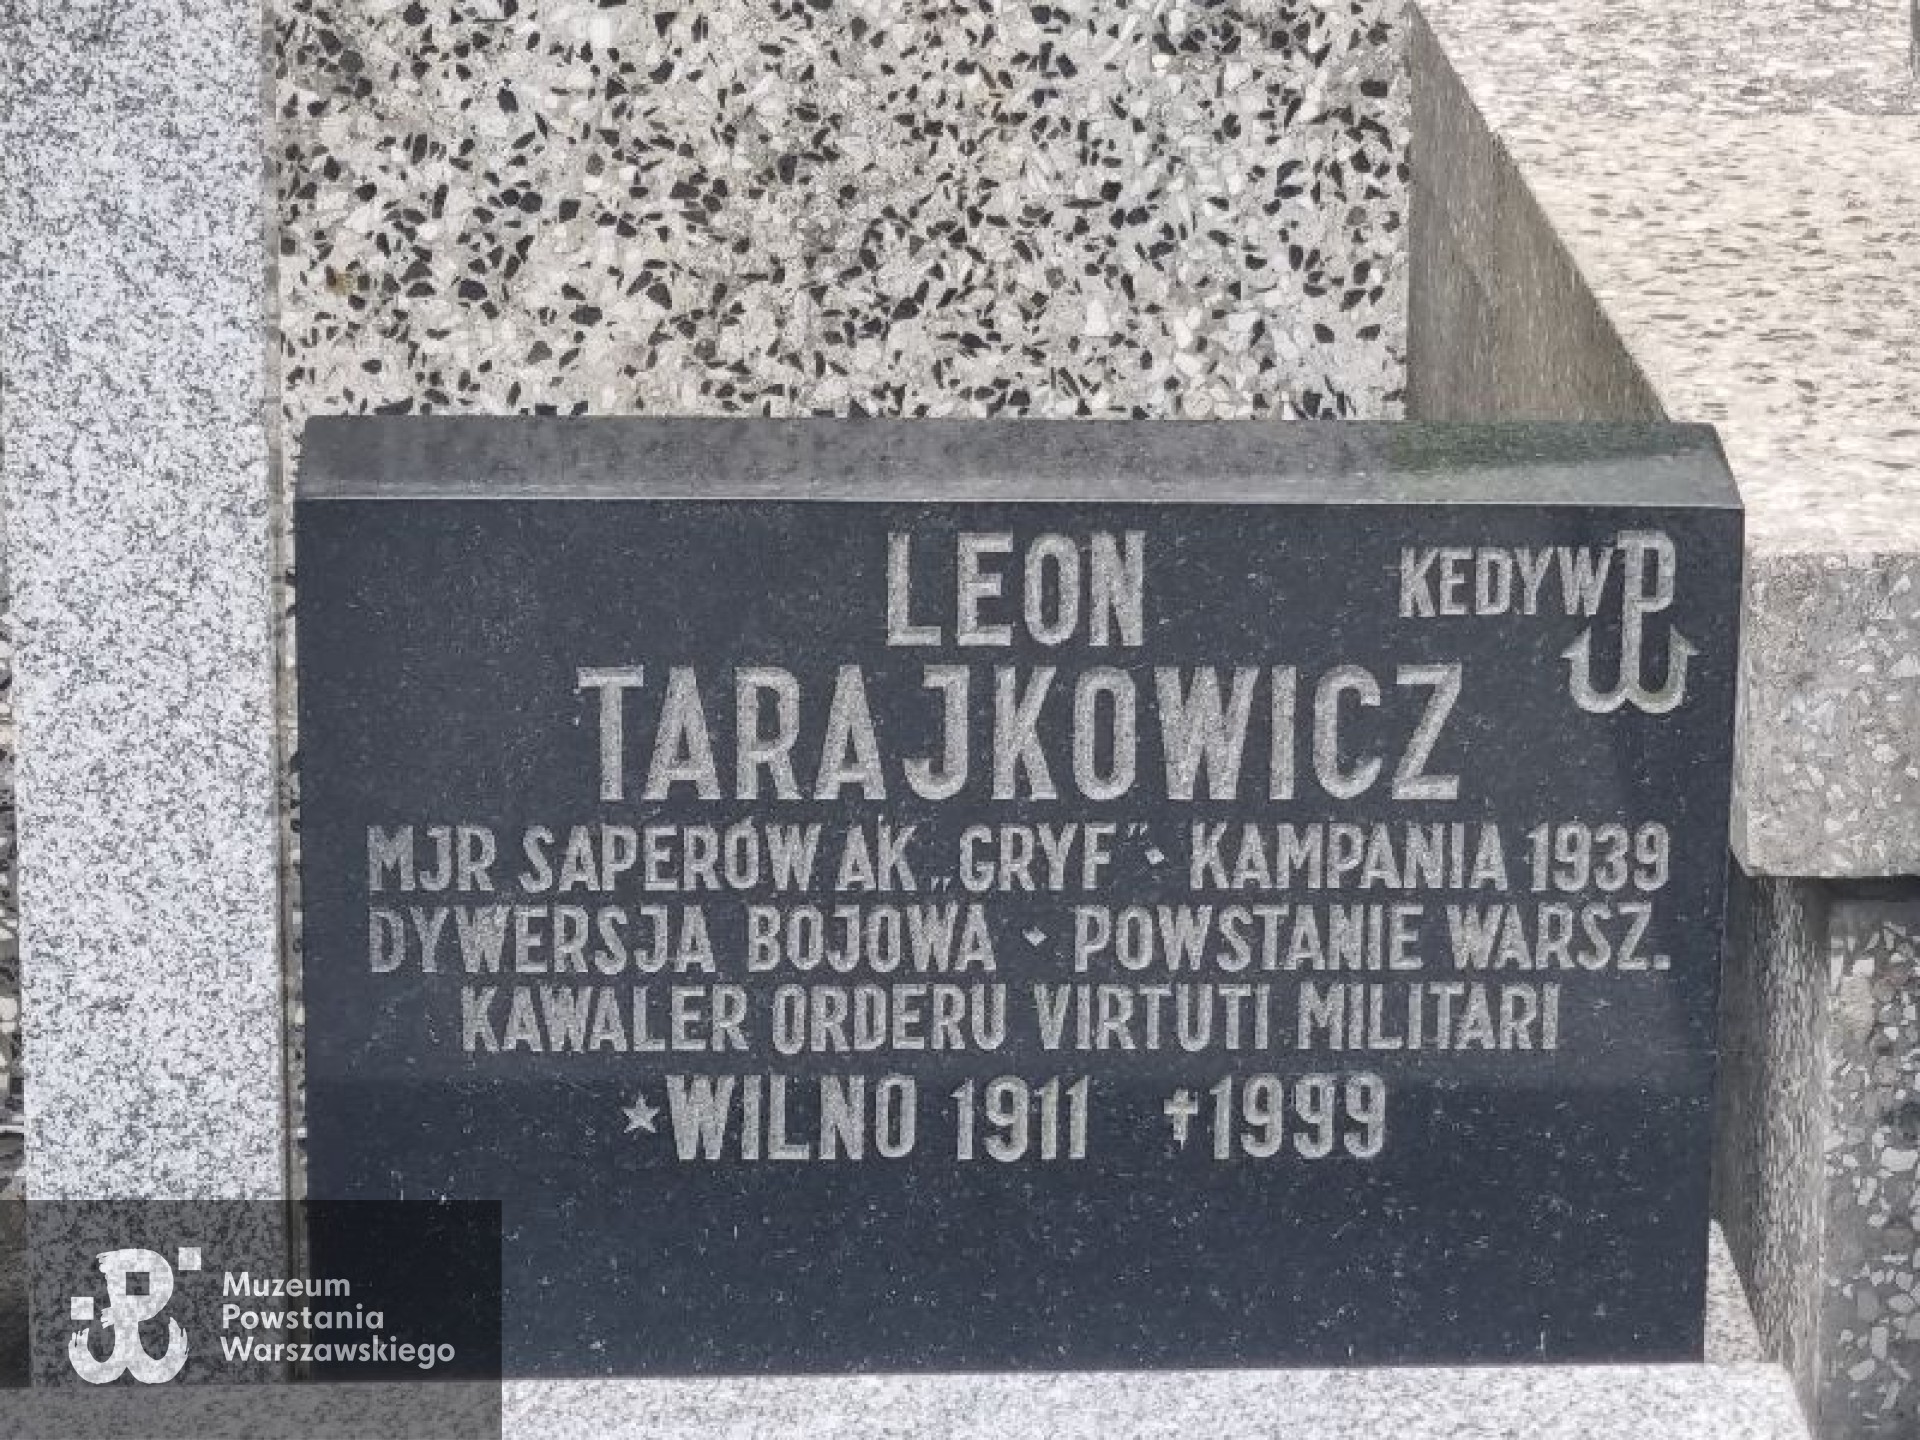 LEON
KEDYW
TARAJKOWICZ
MJR SAPERÓW AK „GRYF” · KAMPANIA 1939
DYWERSJA BOJOWA · POWSTANIE WARSZ.
KAWALER ORDERU VIRTUTI MILITARI
★WILNO 1911 ✝1999
Muzeum
Powstania
Warszawskiego